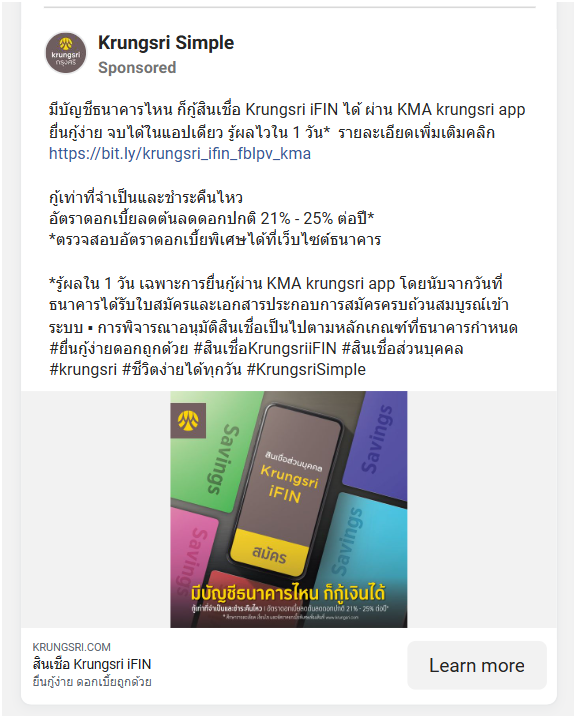 krungsri
กรุงศรี
Krungsri Simple
Sponsored
มีบัญชีธนาคารไหน ก็กู้สินเชื่อ Krungsri iFIN ได้ ผ่าน KMA krungsri app
ยื่นกู้ง่าย จบได้ในแอปเดียว รู้ผลไวใน 1 วัน* รายละเอียดเพิ่มเติมคลิก
https://bit.ly/krungsri_ifin_fblpv_kma
กู้เท่าที่จำเป็นและชำระคืนไหว
อัตราดอกเบี้ยลดต้นลดดอกปกติ 21% - 25% ต่อปี*
*ตรวจสอบอัตราดอกเบี้ยพิเศษได้ที่เว็บไซต์ธนาคาร
*รู้ผลใน 1 วัน เฉพาะการยื่นกู้ผ่าน KMA krungsri app โดยนับจากวันที่
ธนาคารได้รับใบสมัครและเอกสารประกอบการสมัครครบถ้วนสมบูรณ์เข้า
ระบบ ▪ การพิจารณาอนุมัติสินเชื่อเป็นไปตามหลักเกณฑ์ที่ธนาคารกำหนด
#ยื่นกู้ง่ายดอกถูกด้วย #สินเชื่อKrungsriiFIN #สินเชื่อส่วนบุคคล
#krungsri #ชีวิตง่ายได้ทุกวัน #KrungsriSimple
Savings
Savings
สินเชื่อส่วนบุคคล
Krungsri
iFIN
สมัคร
Savings
Savings
มีบัญชีธนาคารไหน ก็กู้เงินได้
กู้เท่าที่จำเป็นและชำระคืนไหว | อัตราดอกเบี้ยลดต้นลดดอกปกติ 21% - 25% ต่อปี*
KRUNGSRI.COM
สินเชื่อ Krungsri iFIN
ยื่นกู้ง่าย ดอกเบี้ยถูกด้วย
Learn more